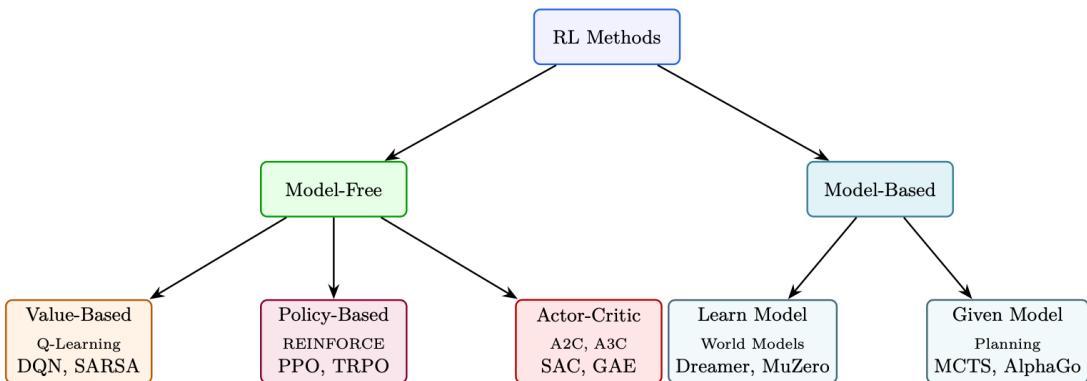 RL Methods
Model-Free
Model-Based
Value-Based
Q-Learning
DQN, SARSA
Policy-Based
REINFORCE
PPO, TRPO
Actor-Critic
A2C, A3C
SAC, GAE
Learn Model
World Models
Dreamer, MuZero
Given Model
Planning
MCTS, AlphaGo